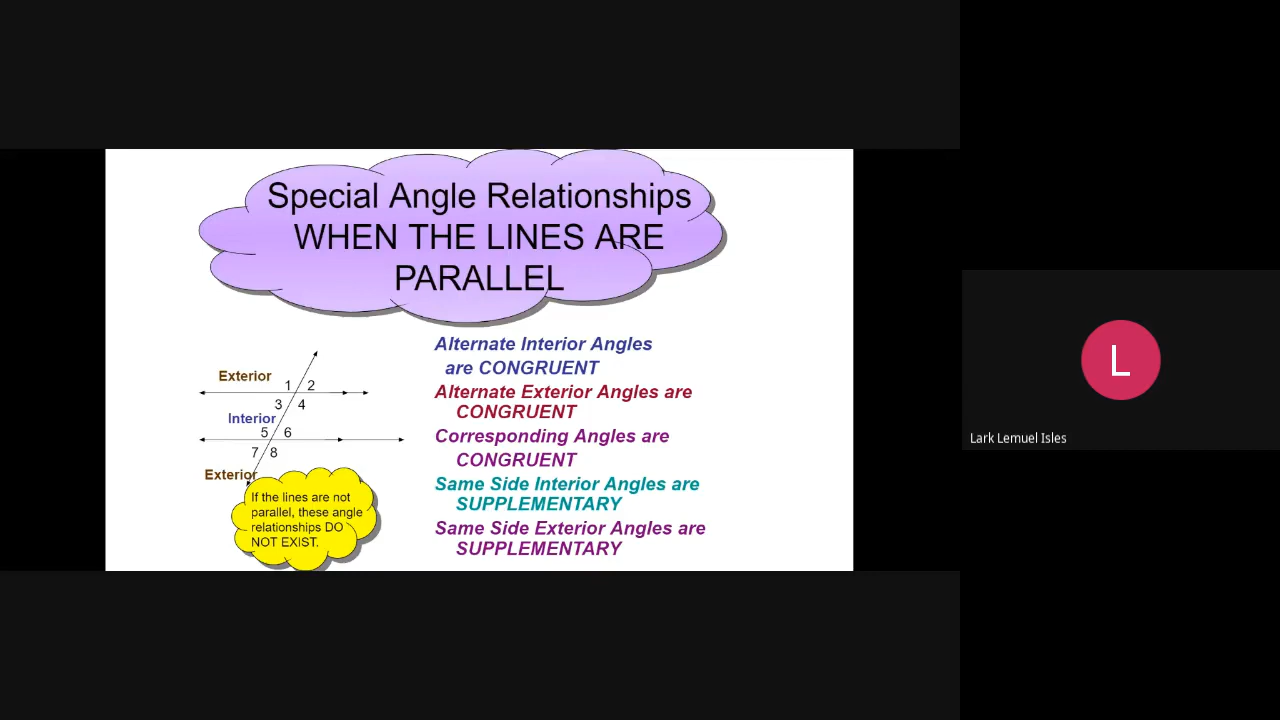 Special Angle Relationships
WHEN THE LINES ARE
PARALLEL
Alternate Interior Angles
are CONGRUENT
Alternate Exterior Angles are
CONGRUENT
Corresponding Angles are
CONGRUENT
Same Side Interior Angles are
SUPPLEMENTARY
Same Side Exterior Angles are
SUPPLEMENTARY
Exterior
1 2
3 4
Interior
5 6
7 8
Exterior
If the lines are not
parallel, these angle
relationships DO
NOT EXIST.
L
Lark Lemuel Isles